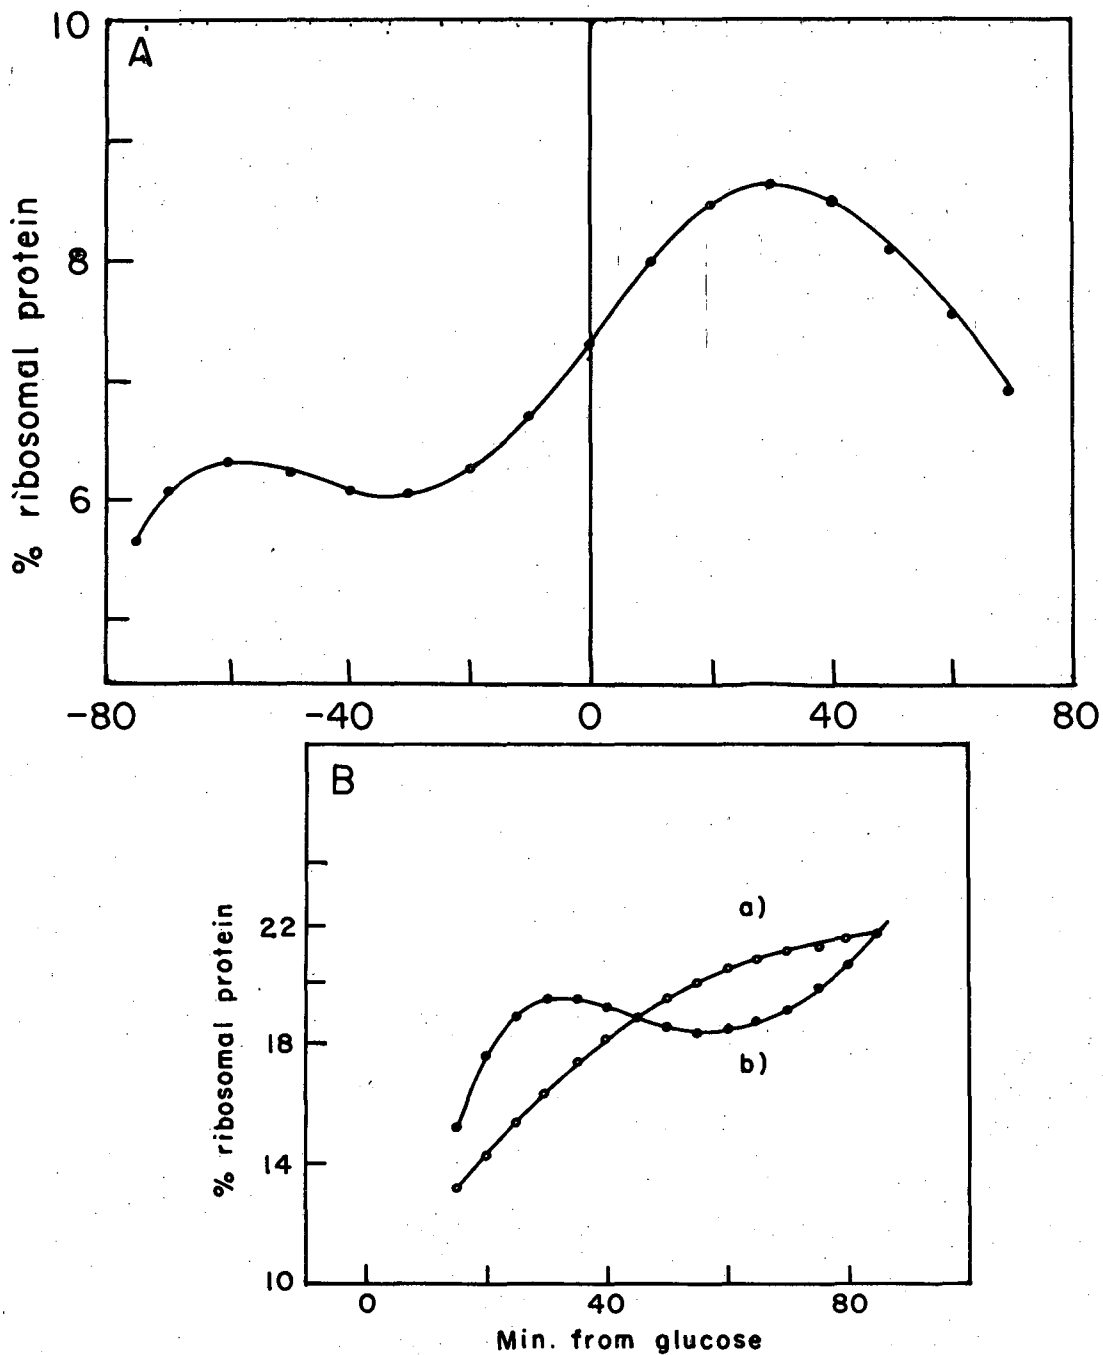 A
10
8
6
% ribosomal protein
-80 -40 0 40 80
B
a)
b)
22
18
14
10
% ribosomal protein
0 40 80
Min. from glucose